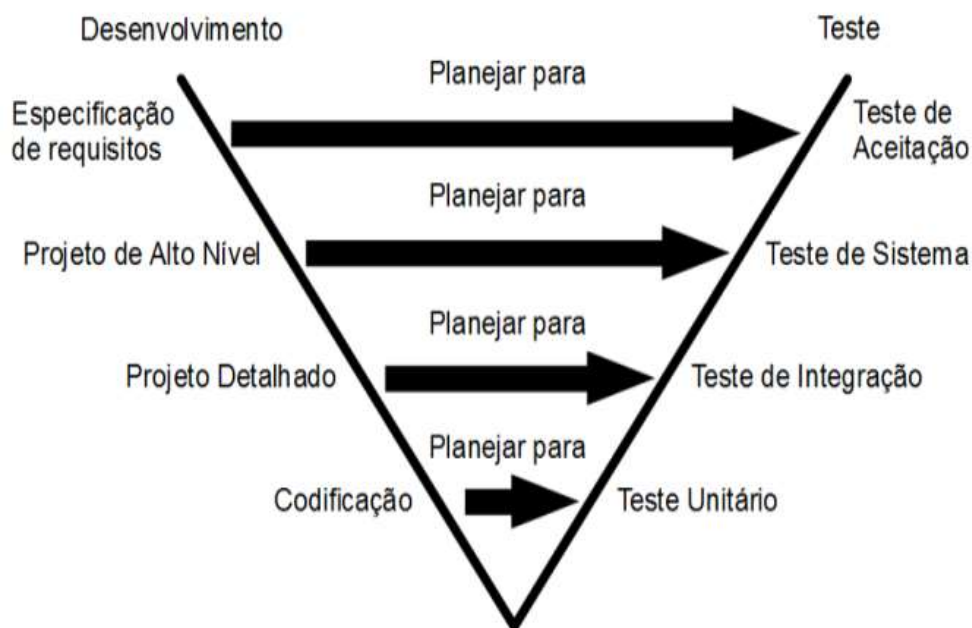 Desenvolvimento
Teste
Planejar para
Especificação
de requisitos
Teste de
Aceitação
Planejar para
Projeto de Alto Nível
Teste de Sistema
Planejar para
Projeto Detalhado
Teste de Integração
Planejar para
Codificação
Teste Unitário